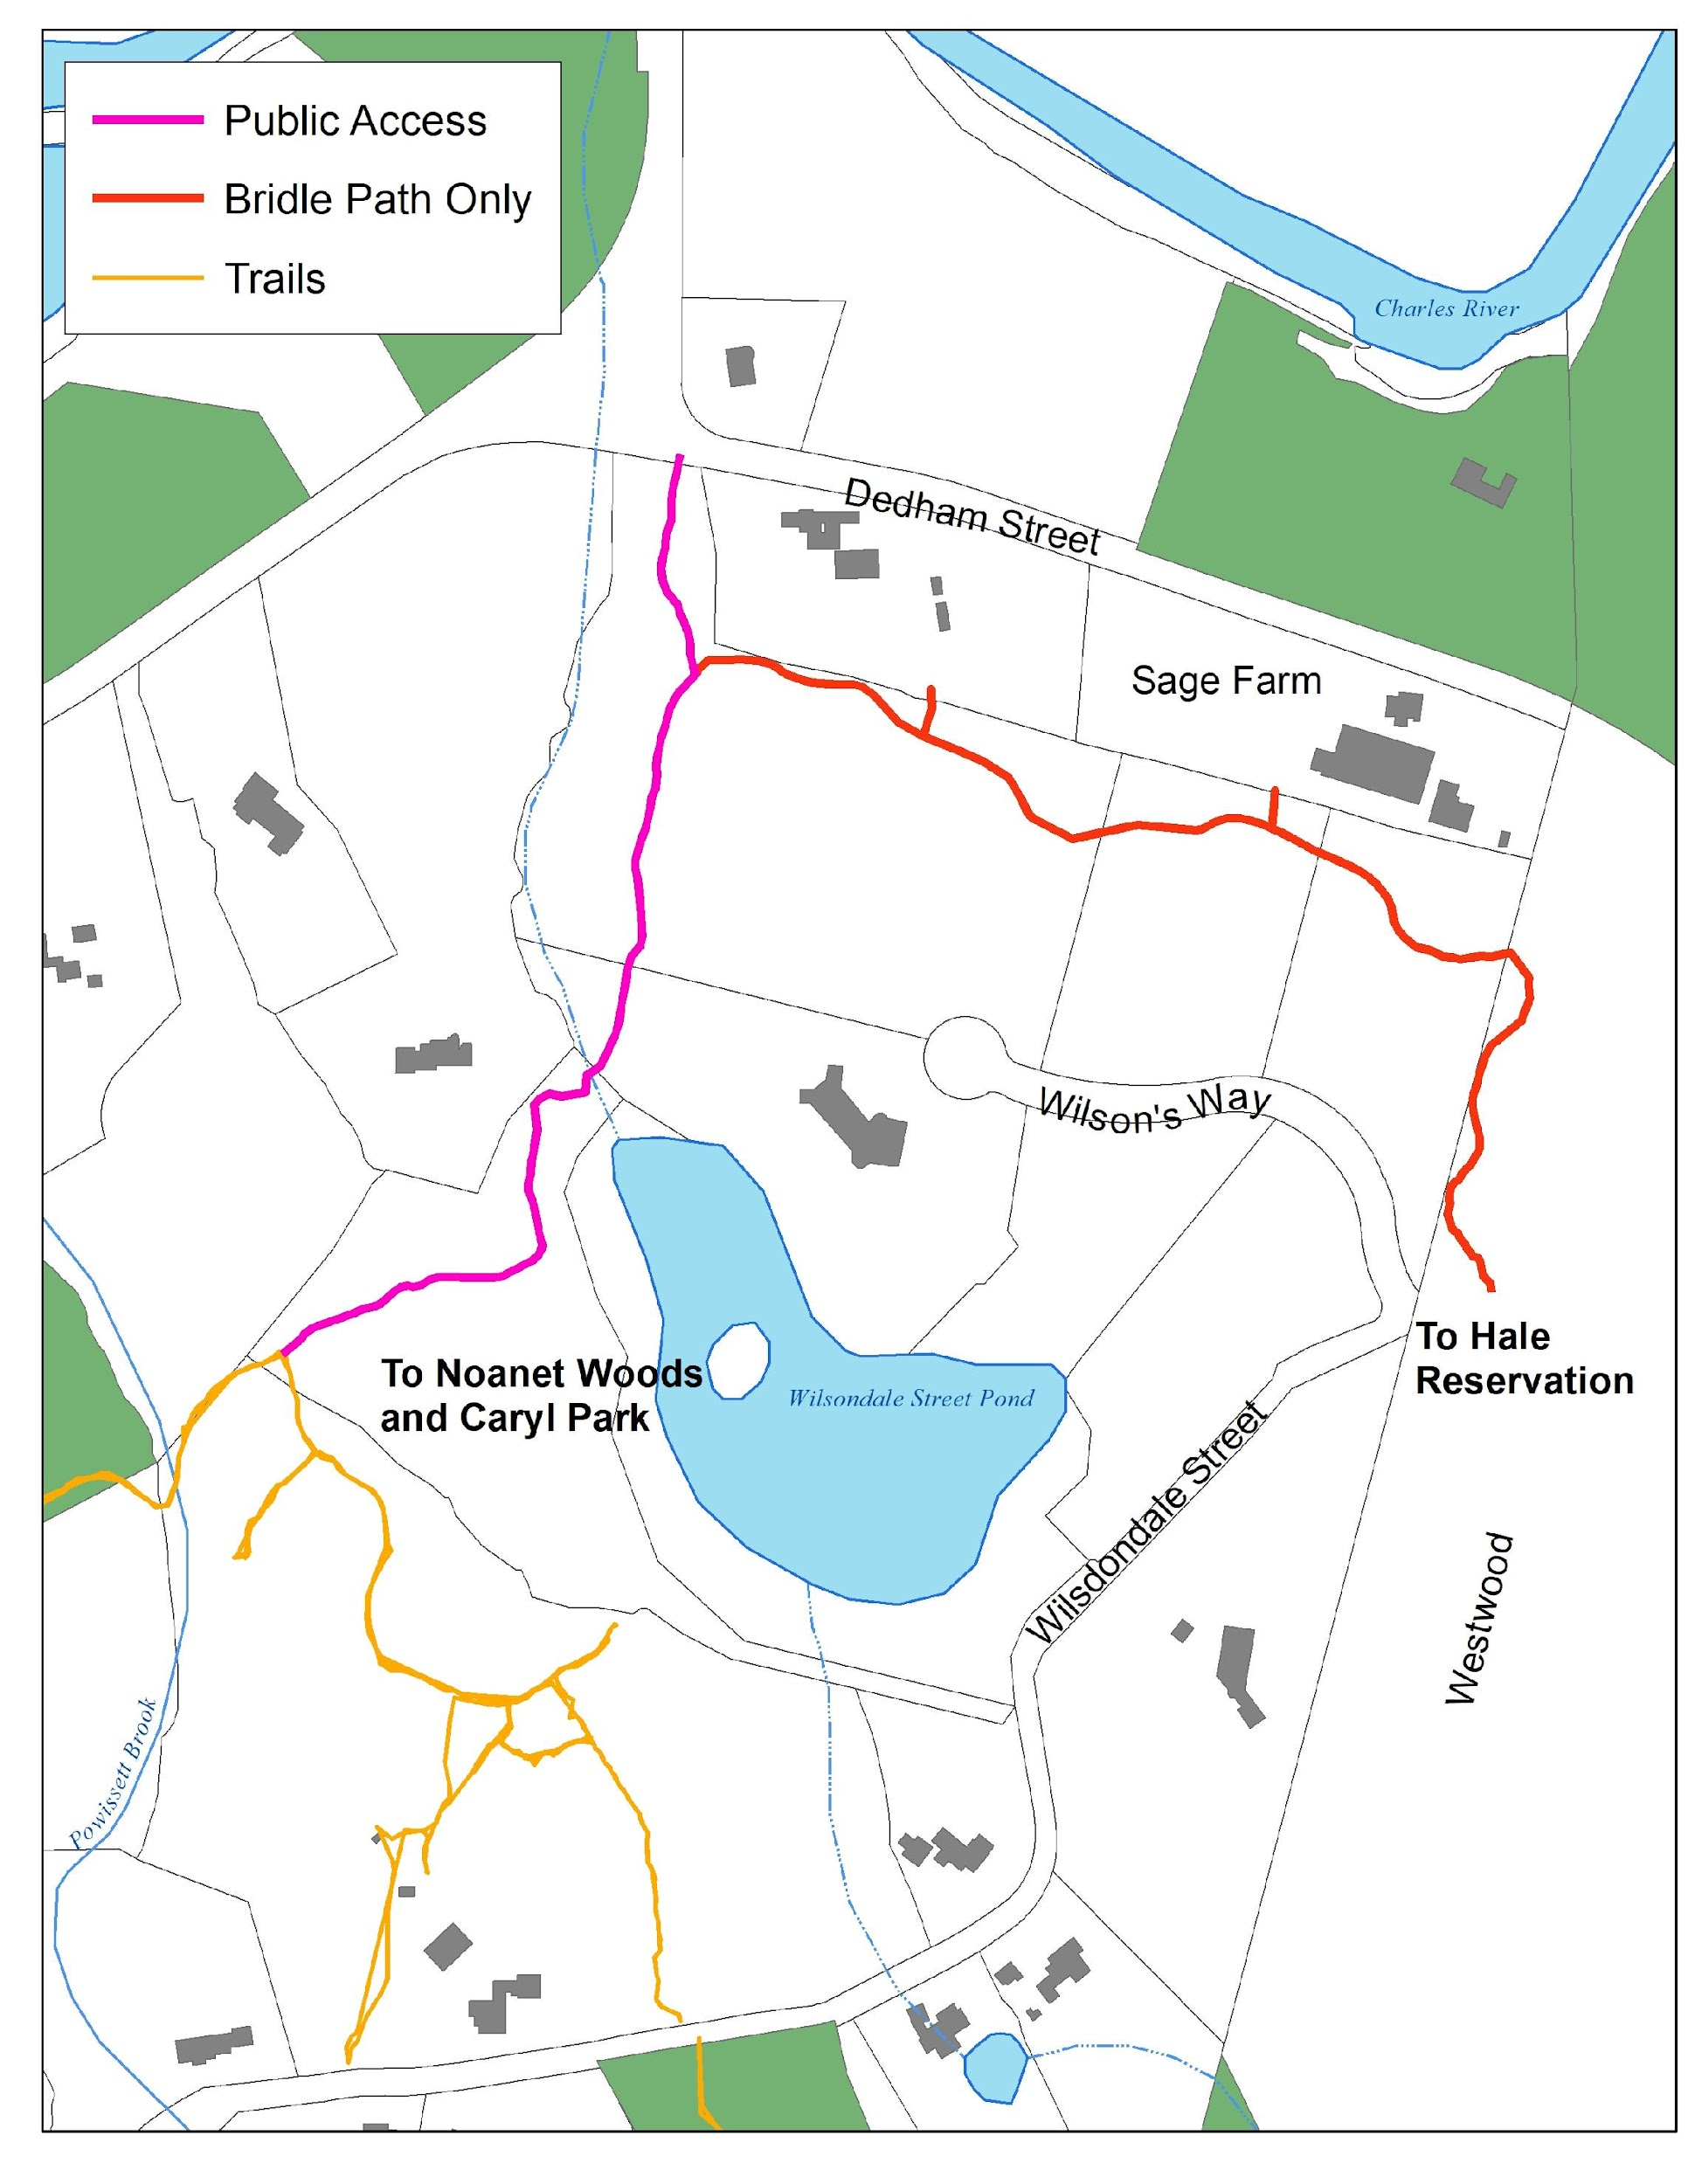 Public Access
Bridle Path Only
Trails
Charles River
Dedham Street
Sage Farm
Wilson's Way
To Hale
Reservation
To Noanet Woods
and Caryl Park
Wilsondale Street Pond
Wilsdondale Street
Westwood
Powissett Brook